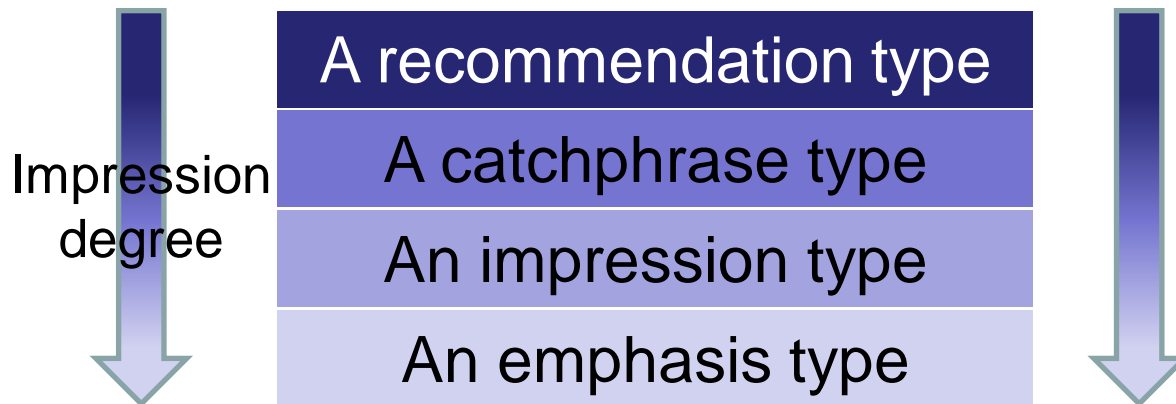 A recommendation type
A catchphrase type
Impression
degree
An impression type
An emphasis type